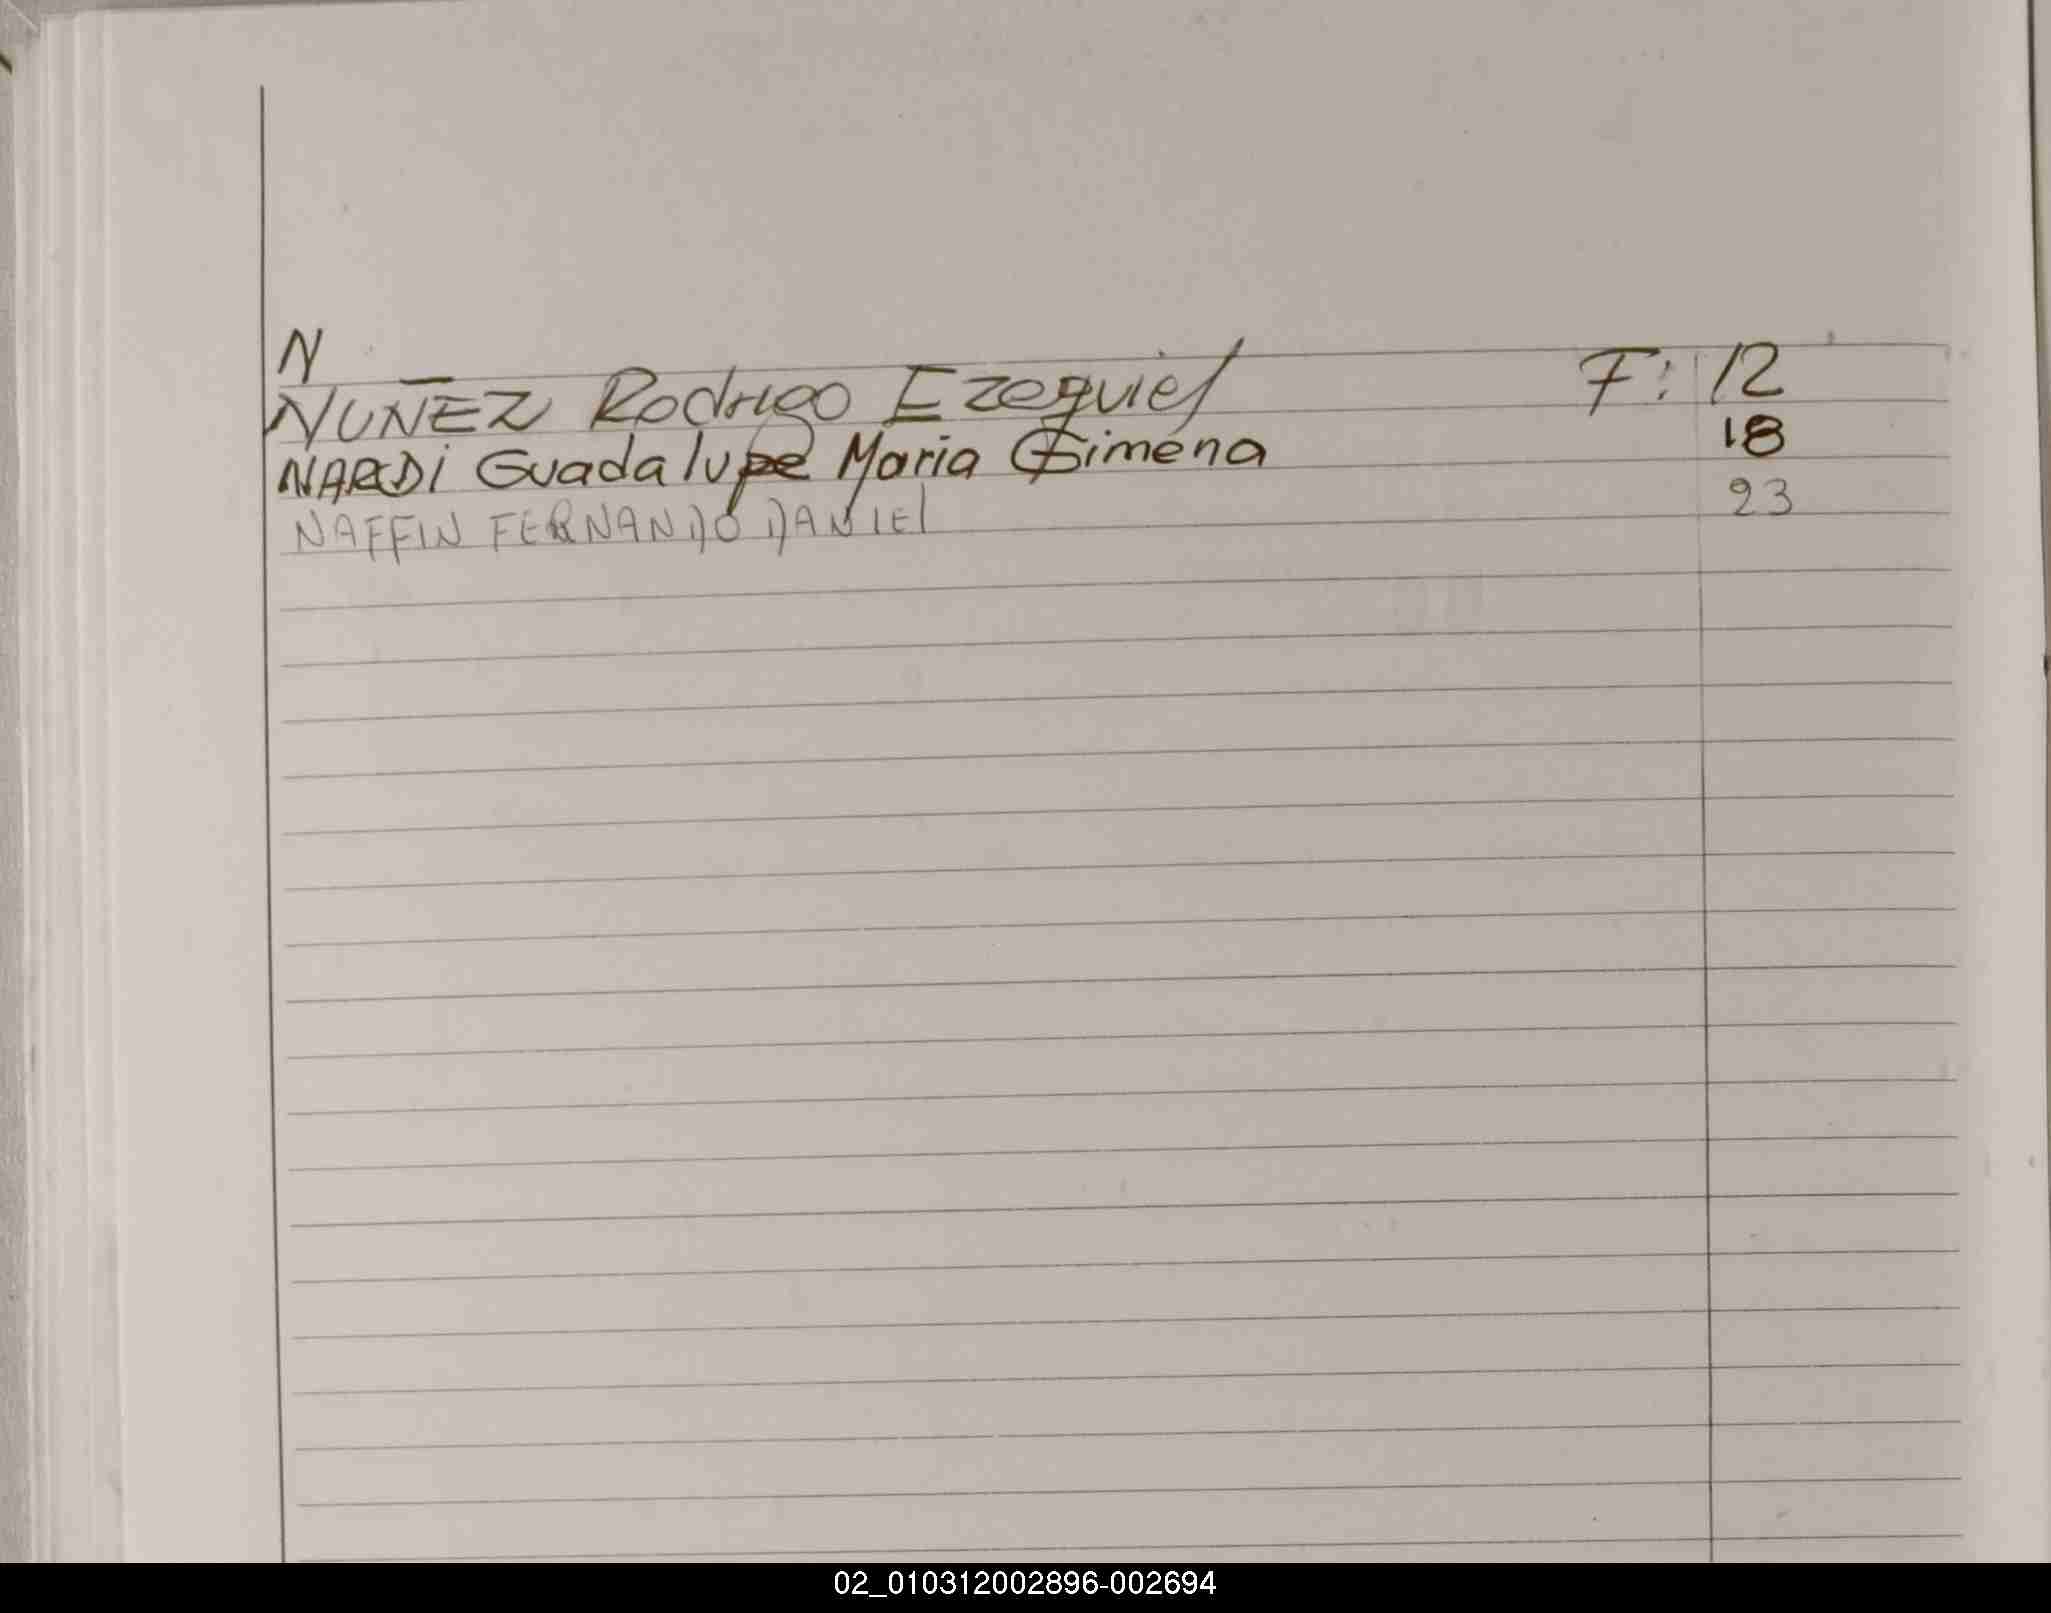 N
NUÑEZ Rodrigo Ezequiel F: 12
NARDi Guadalupe Maria Gimena 18
NAFFIN FERNANDO DANIEl 23
02_010312002896-002694